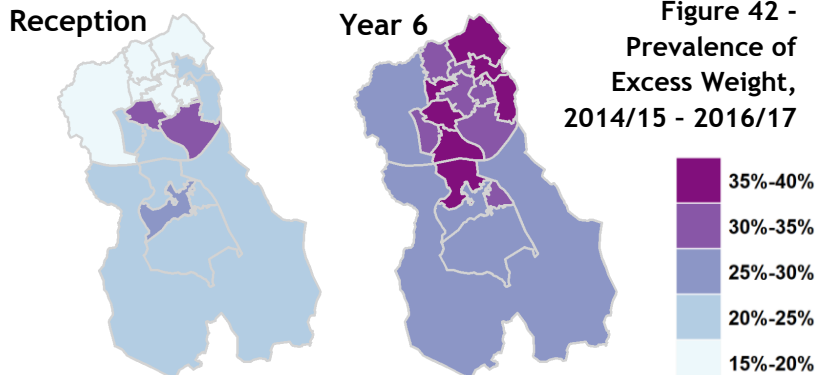 Reception
Year 6
Figure 42 -
Prevalence of
Excess Weight,
2014/15 - 2016/17
35%-40%
30%-35%
25%-30%
20%-25%
15%-20%